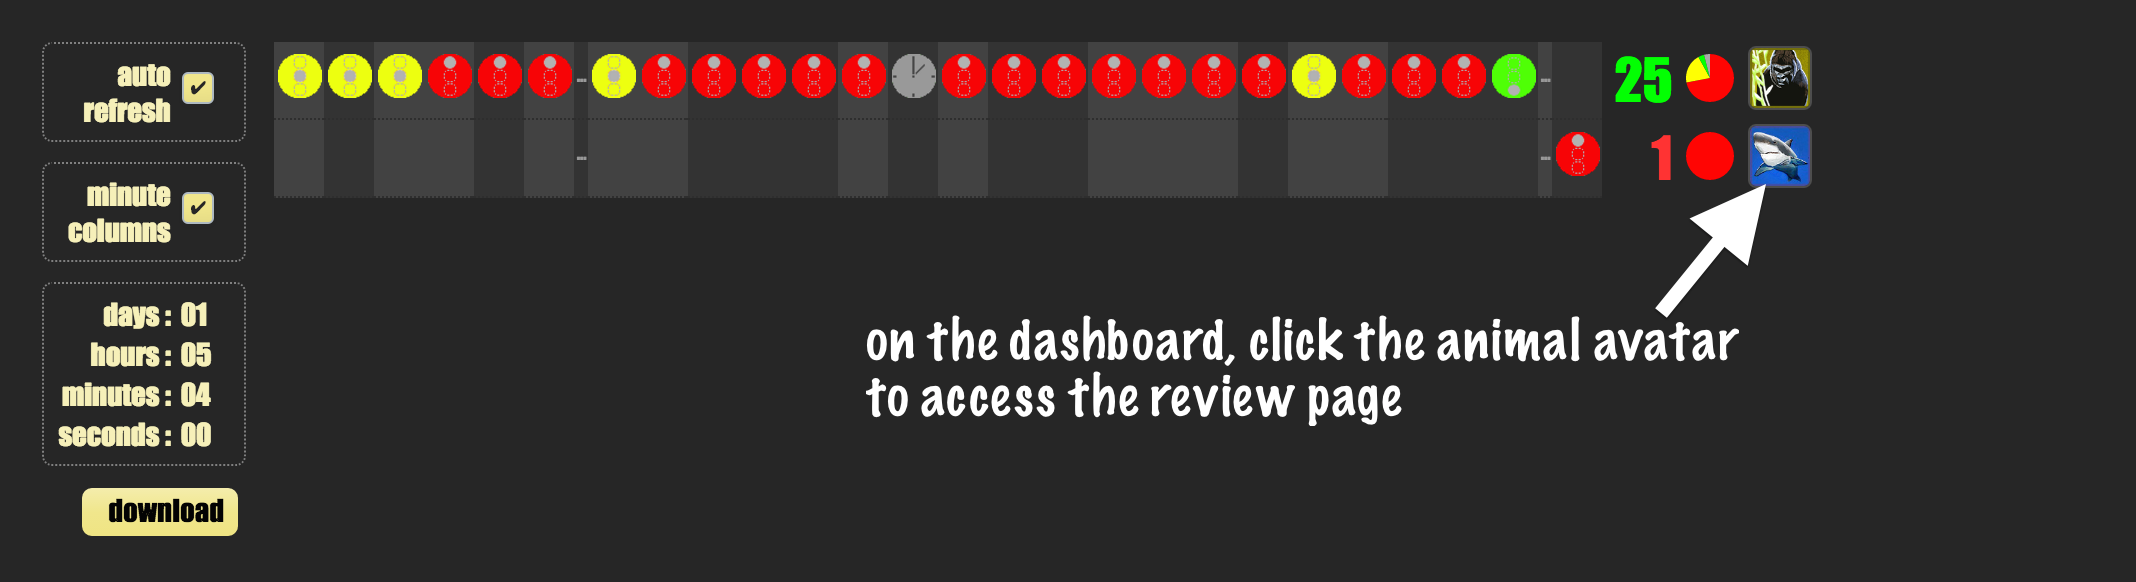 auto
refresh ✔
minute
columns ✔
days : 01
hours : 05
minutes : 04
seconds : 00
download
25
1
on the dashboard, click the animal avatar
to access the review page